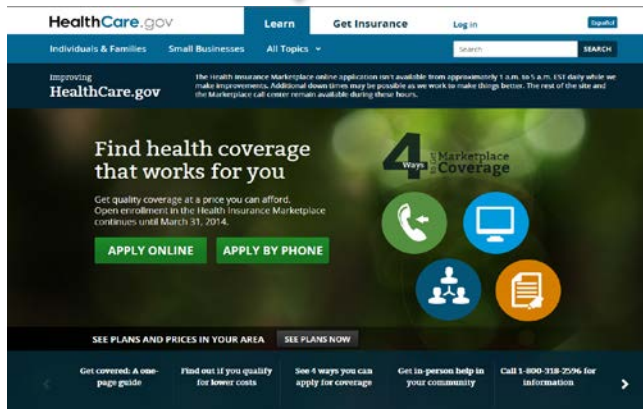 HealthCare.gov
Learn
Get Insurance
Log in
Español
Individuals & Families
Small Businesses
All Topics
Search
SEARCH
Improving
HealthCare.gov
The Health Insurance Marketplace online application isn't available from approximately 1 a.m. to 5 a.m. EST daily while we
make improvements. Additional down times may be possible as we work to make things better. The rest of the site and
the Marketplace call center remain available during these hours.
Find health coverage
that works for you
Get quality coverage at a price you can afford.
Open enrollment in the Health Insurance Marketplace
continues until March 31, 2014.
APPLY ONLINE
APPLY BY PHONE
4
Ways
to Get
Marketplace
Coverage
SEE PLANS AND PRICES IN YOUR AREA
SEE PLANS NOW
Get covered: A one-
page guide
Find out if you qualify
for lower costs
See 4 ways you can
apply for coverage
Get in-person help in
your community
Call 1-800-318-2596 for
information